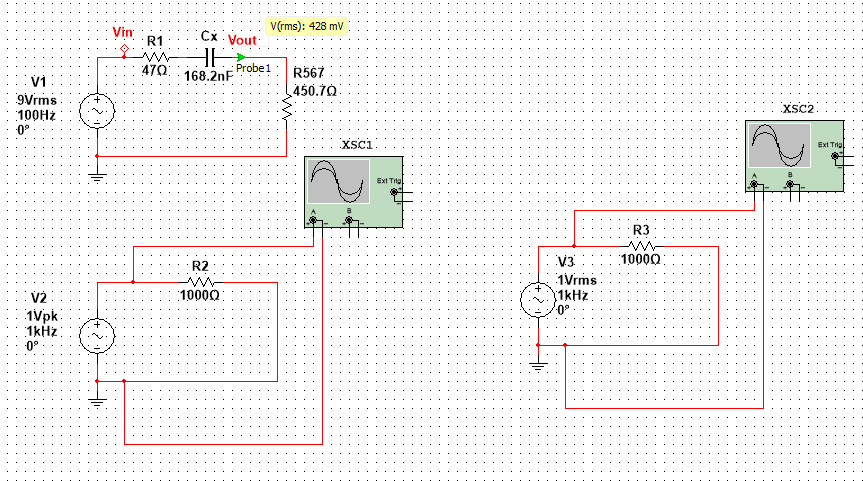 V(rms): 428 mV
Vin
R1
47Ω
Cx
168.2nF
Vout
Probe1
R567
450.7Ω
V1
9Vrms
100Hz
0°
XSC1
Ext Trig
+
−
A
B
+
−
+
−
R2
1000Ω
V2
1Vpk
1kHz
0°
XSC2
Ext Trig
+
−
A
B
+
−
+
−
R3
1000Ω
V3
1Vrms
1kHz
0°